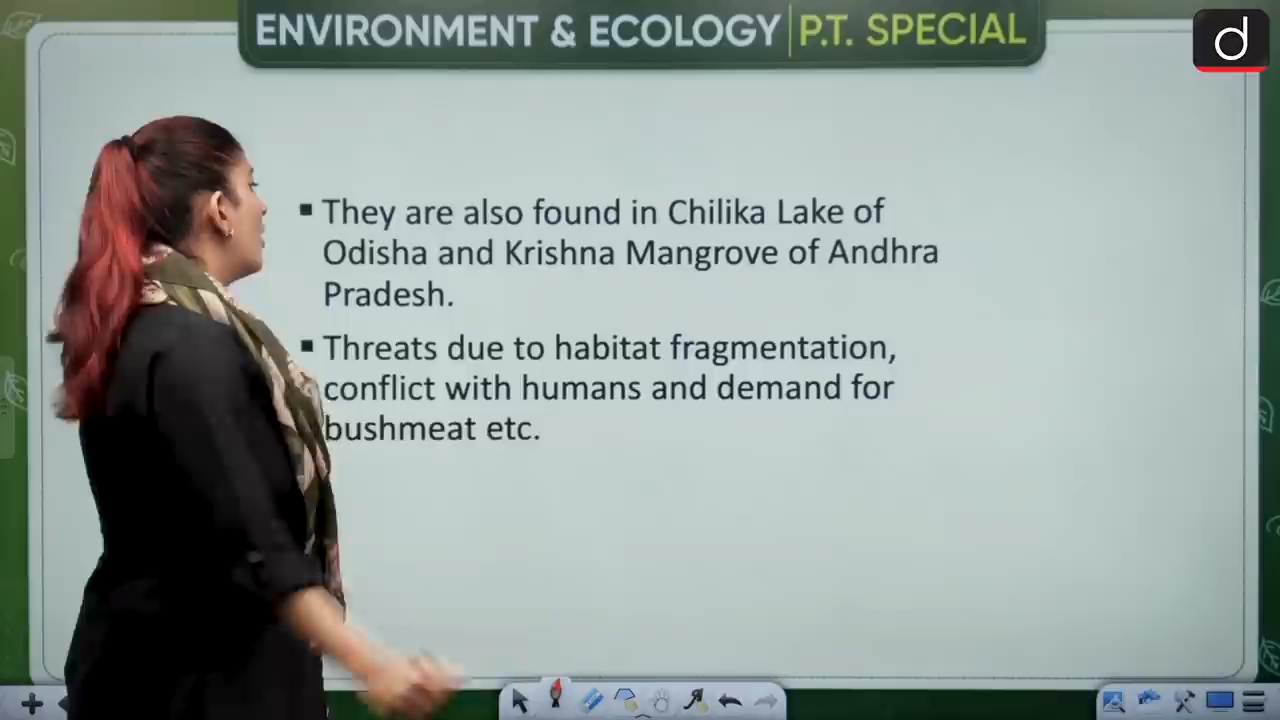 ENVIRONMENT & ECOLOGY P.T. SPECIAL
d
▪ They are also found in Chilika Lake of
Odisha and Krishna Mangrove of Andhra
Pradesh.
▪ Threats due to habitat fragmentation,
conflict with humans and demand for
bushmeat etc.